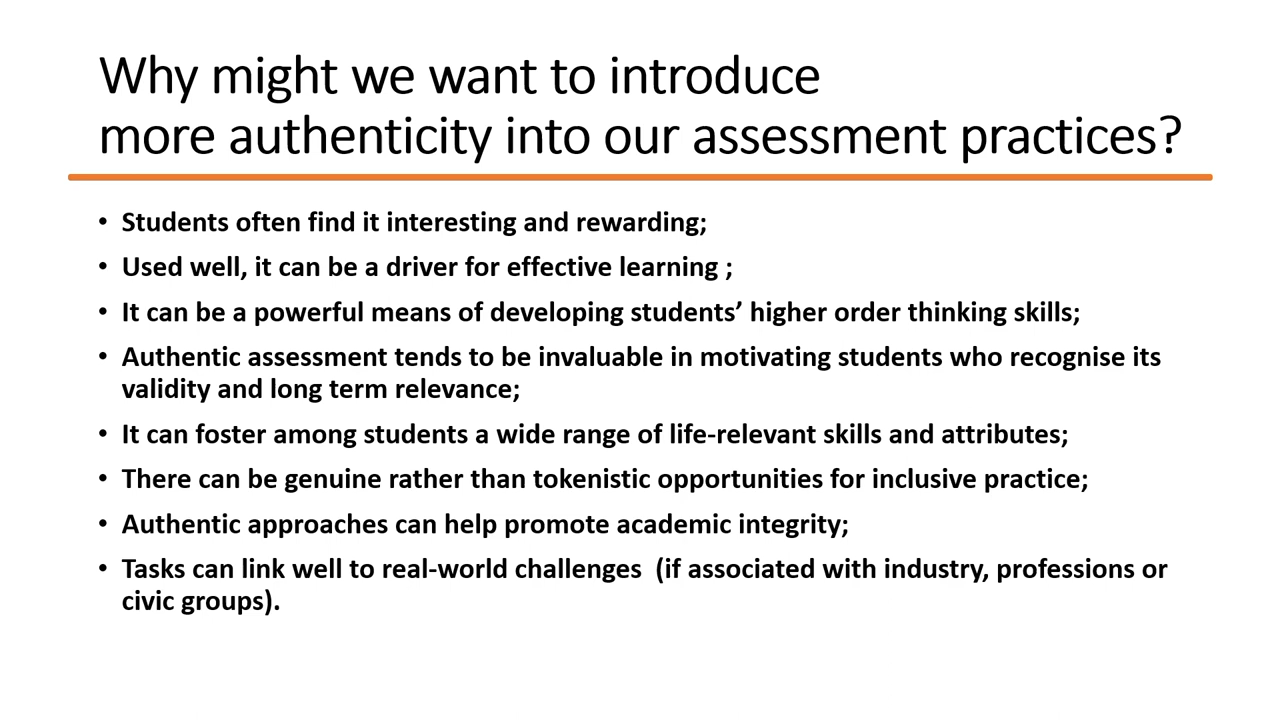 Why might we want to introduce
more authenticity into our assessment practices?
• Students often find it interesting and rewarding;
• Used well, it can be a driver for effective learning ;
• It can be a powerful means of developing students’ higher order thinking skills;
• Authentic assessment tends to be invaluable in motivating students who recognise its
validity and long term relevance;
• It can foster among students a wide range of life-relevant skills and attributes;
• There can be genuine rather than tokenistic opportunities for inclusive practice;
• Authentic approaches can help promote academic integrity;
• Tasks can link well to real-world challenges  (if associated with industry, professions or
civic groups).